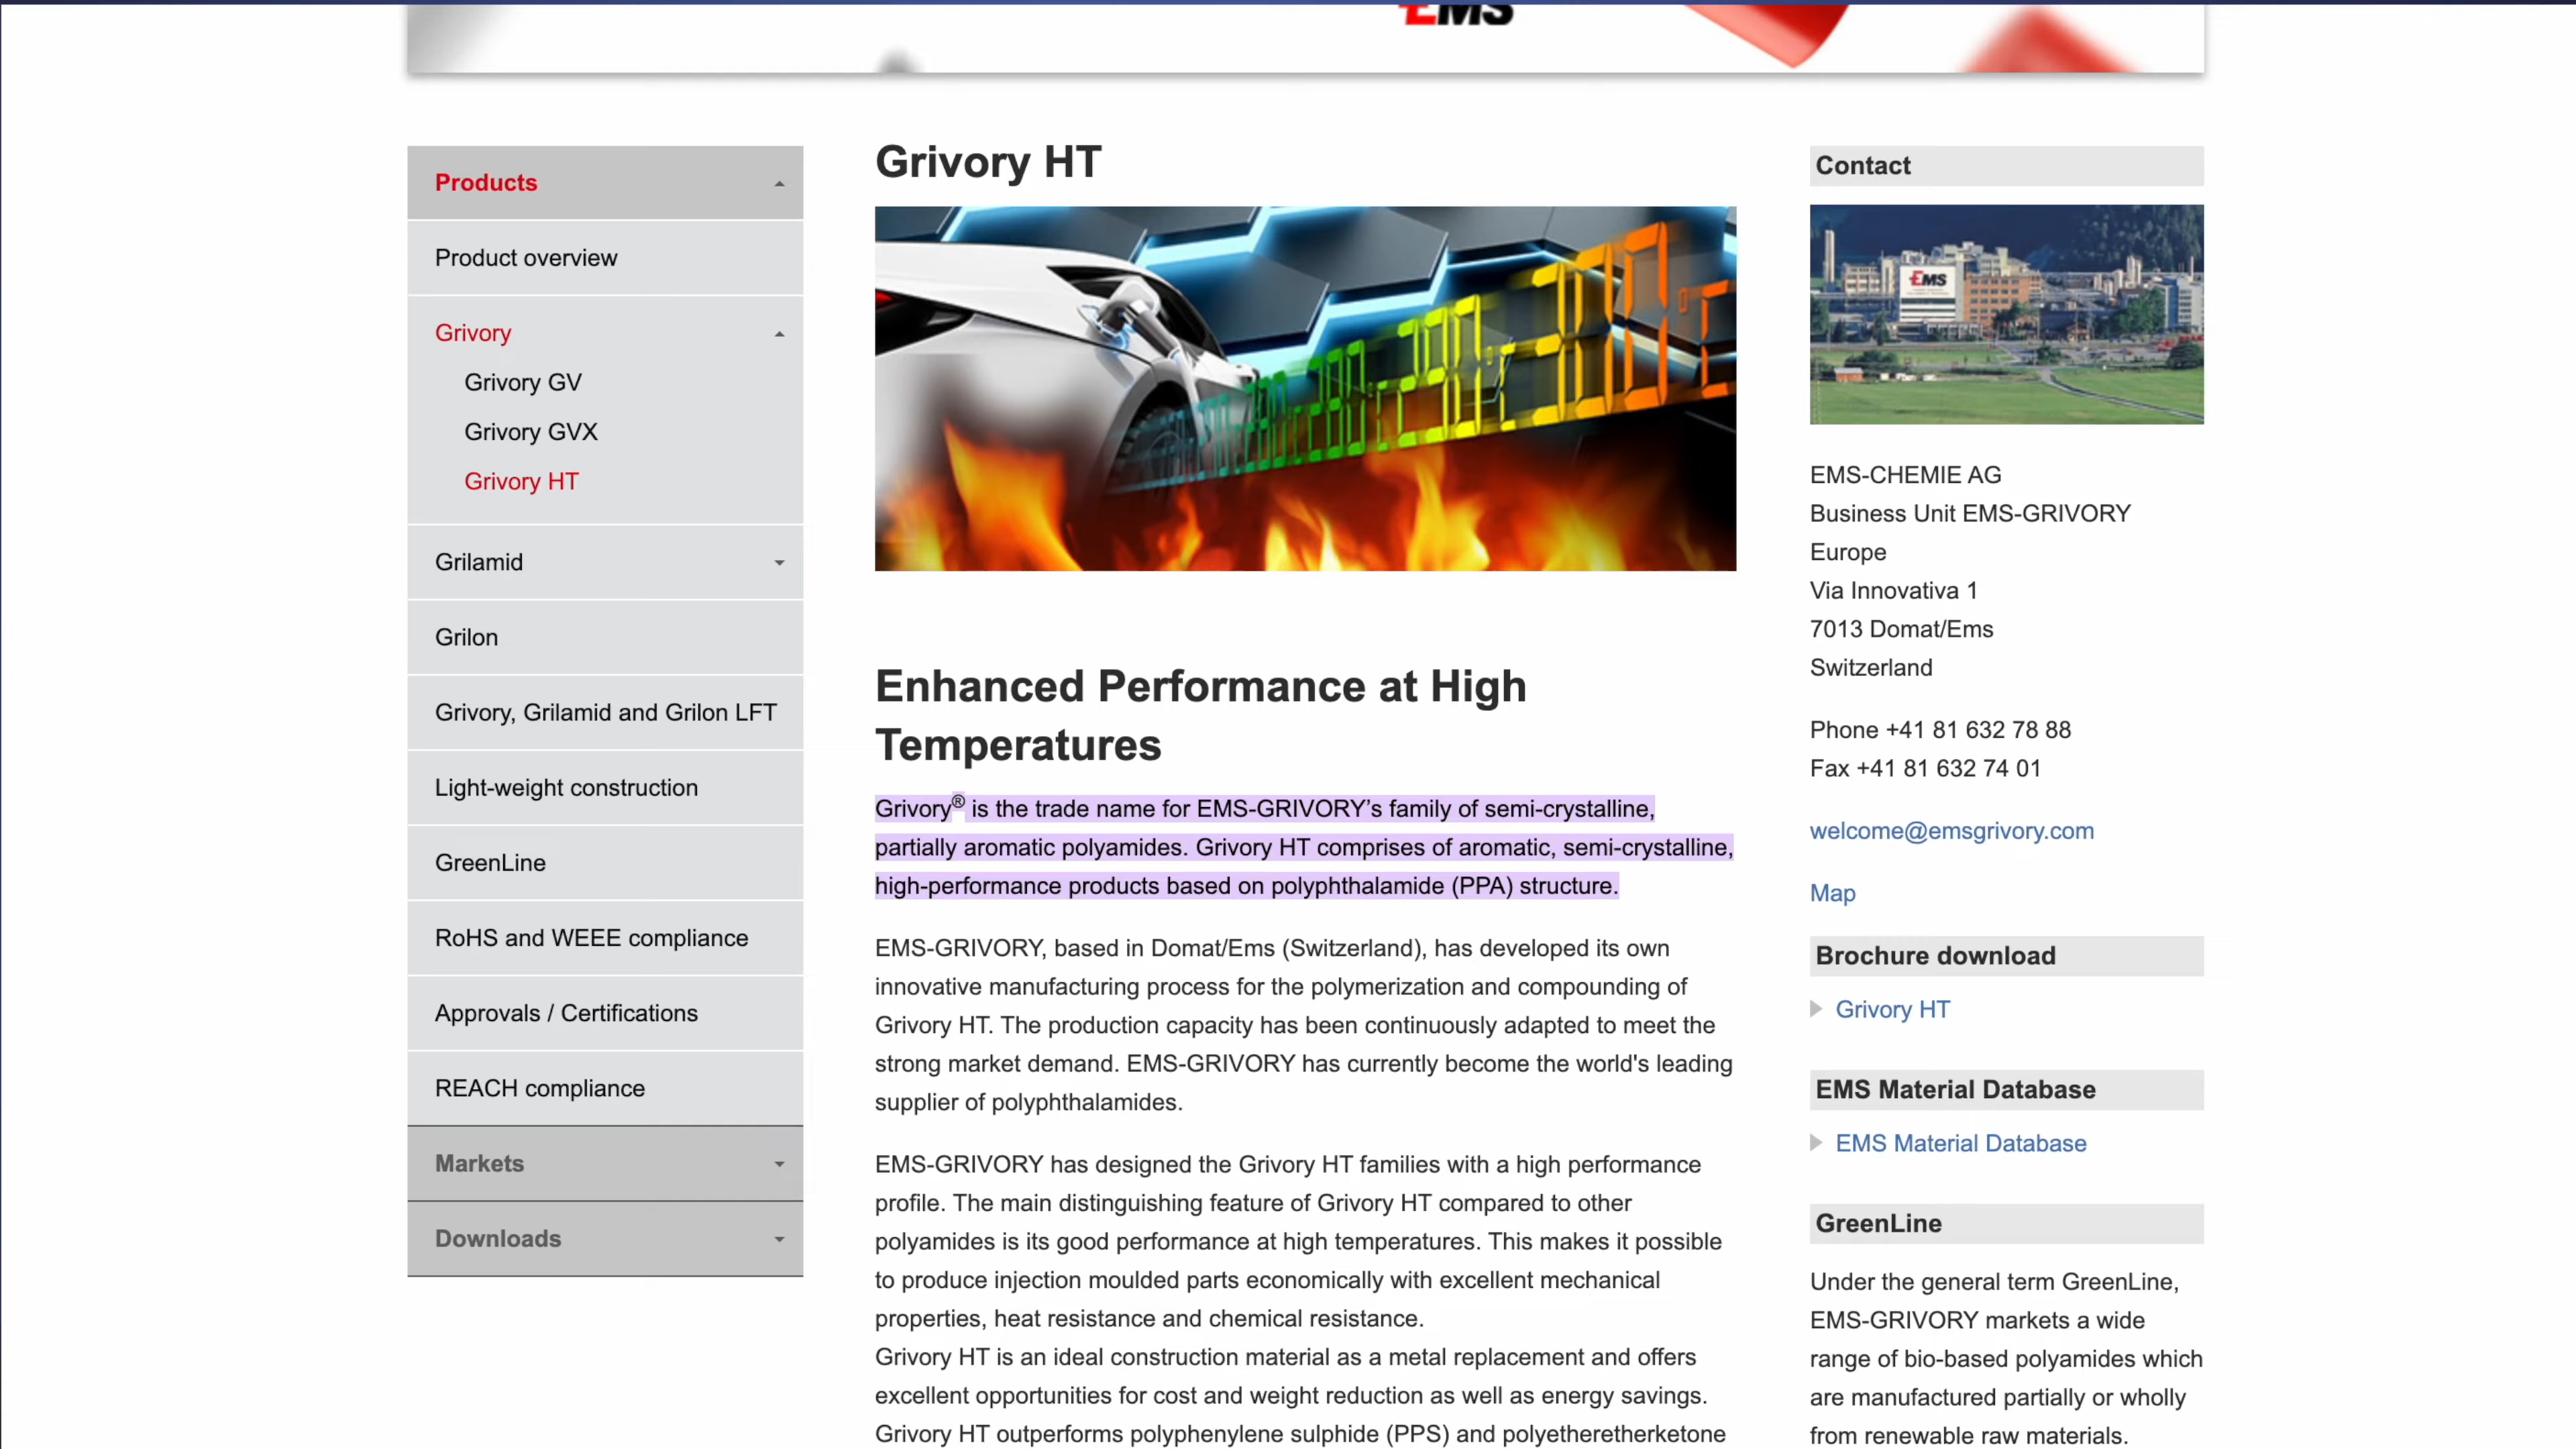 EMS
Products
Product overview
Grivory
Grivory GV
Grivory GVX
Grivory HT
Grilamid
Grilon
Grivory, Grilamid and Grilon LFT
Light-weight construction
GreenLine
RoHS and WEEE compliance
Approvals / Certifications
REACH compliance
Markets
Downloads
Grivory HT
Enhanced Performance at High
Temperatures
Grivory® is the trade name for EMS-GRIVORY’s family of semi-crystalline,
partially aromatic polyamides. Grivory HT comprises of aromatic, semi-crystalline,
high-performance products based on polyphthalamide (PPA) structure.
EMS-GRIVORY, based in Domat/Ems (Switzerland), has developed its own
innovative manufacturing process for the polymerization and compounding of
Grivory HT. The production capacity has been continuously adapted to meet the
strong market demand. EMS-GRIVORY has currently become the world's leading
supplier of polyphthalamides.
EMS-GRIVORY has designed the Grivory HT families with a high performance
profile. The main distinguishing feature of Grivory HT compared to other
polyamides is its good performance at high temperatures. This makes it possible
to produce injection moulded parts economically with excellent mechanical
properties, heat resistance and chemical resistance.
Grivory HT is an ideal construction material as a metal replacement and offers
excellent opportunities for cost and weight reduction as well as energy savings.
Grivory HT outperforms polyphenylene sulphide (PPS) and polyetheretherketone
Contact
EMS
EMS-CHEMIE AG
Business Unit EMS-GRIVORY
Europe
Via Innovativa 1
7013 Domat/Ems
Switzerland
Phone +41 81 632 78 88
Fax +41 81 632 74 01
welcome@emsgrivory.com
Map
Brochure download
Grivory HT
EMS Material Database
EMS Material Database
GreenLine
Under the general term GreenLine,
EMS-GRIVORY markets a wide
range of bio-based polyamides which
are manufactured partially or wholly
from renewable raw materials.